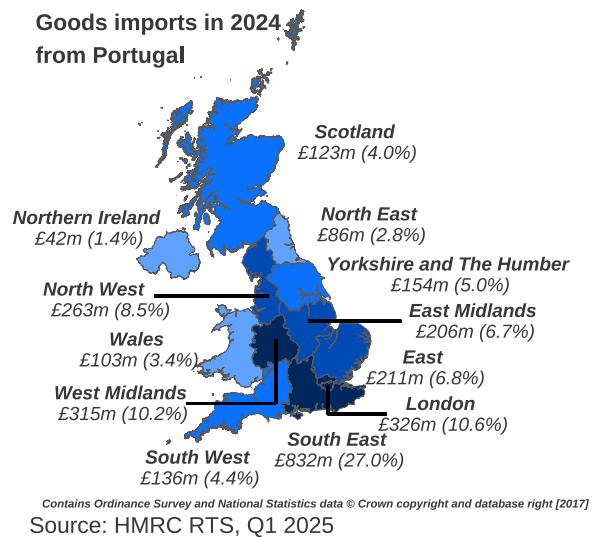 Goods imports in 2024
from Portugal
Scotland
£123m (4.0%)
Northern Ireland
£42m (1.4%)
North East
£86m (2.8%)
Yorkshire and The Humber
£154m (5.0%)
North West
£263m (8.5%)
East Midlands
£206m (6.7%)
Wales
£103m (3.4%)
East
£211m (6.8%)
West Midlands
£315m (10.2%)
London
£326m (10.6%)
South East
£832m (27.0%)
South West
£136m (4.4%)
Contains Ordinance Survey and National Statistics data © Crown copyright and database right [2017]
Source: HMRC RTS, Q1 2025